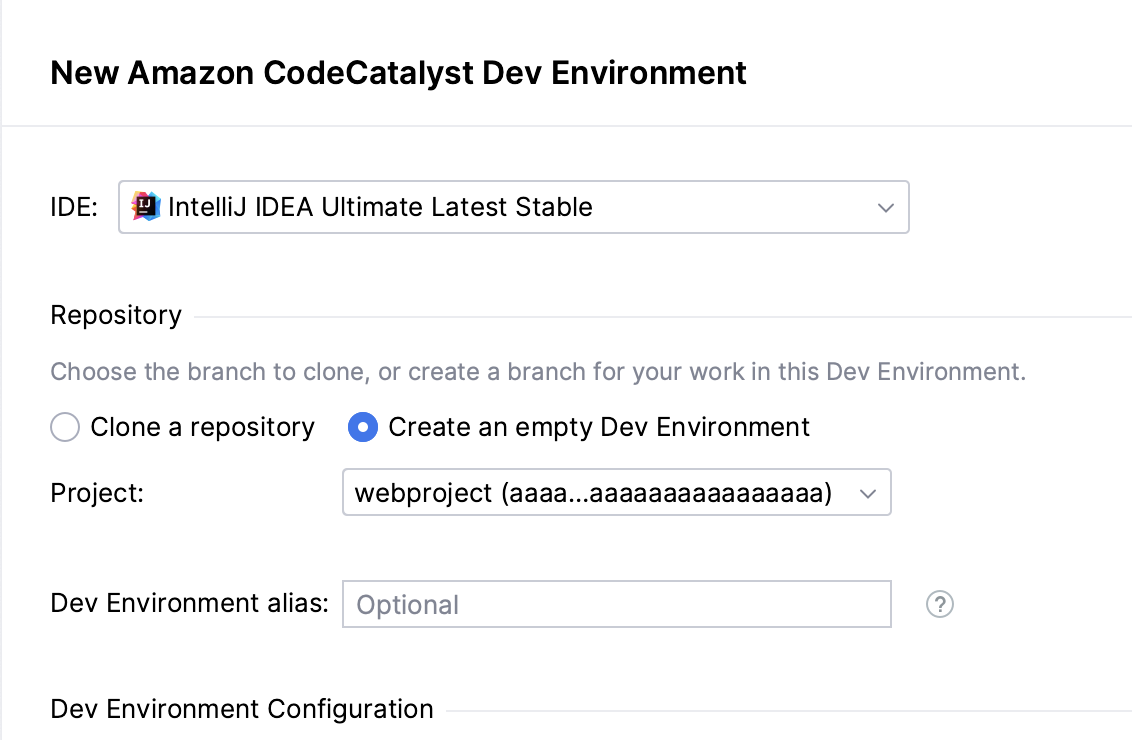 New Amazon CodeCatalyst Dev Environment
IDE: IJ IntelliJ IDEA Ultimate Latest Stable
Repository
Choose the branch to clone, or create a branch for your work in this Dev Environment.
Clone a repository Create an empty Dev Environment
Project: webproject (aaaa...aaaaaaaaaaaaaaaa)
Dev Environment alias: Optional ?
Dev Environment Configuration